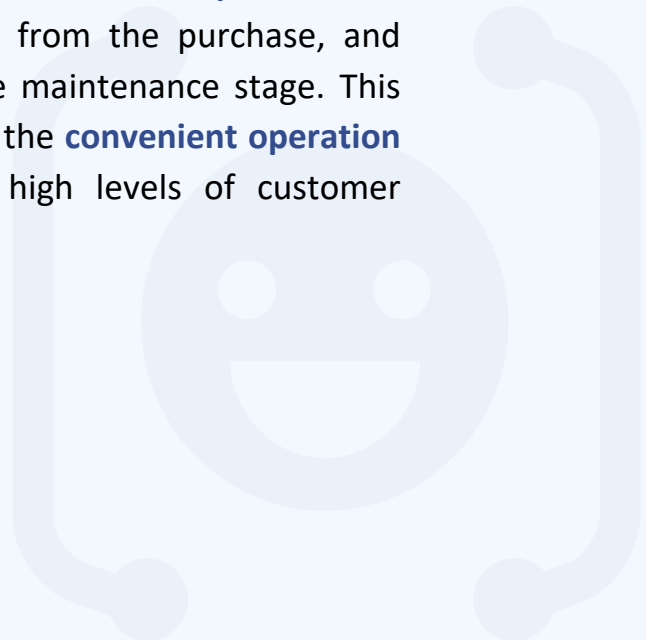 from the purchase, and
maintenance stage. This
the convenient operation
high levels of customer